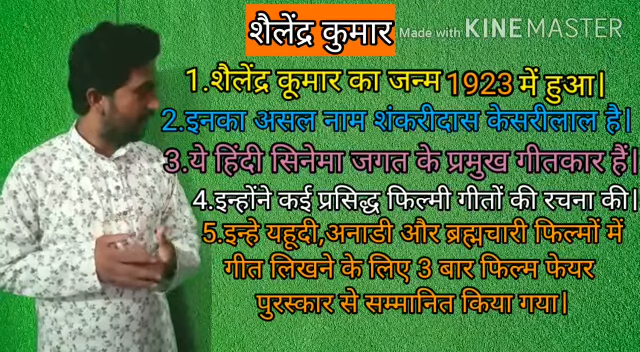 शैलेंद्र कुमार
Made with KINEMASTER
1.शैलेंद्र कूमार का जन्म 1923 में हुआ|
2.इनका असल नाम शंकरीदास केसरीलाल है|
3.ये हिंदी सिनेमा जगत के प्रमुख गीतकार हैं|
4.इन्होंने कई प्रसिद्ध फिल्मी गीतों की रचना की|
5.इन्हे यहूदी,अनाडी और ब्रह्मचारी फिल्मों में
गीत लिखने के लिए 3 बार फिल्म फेयर
पुरस्कार से सम्मानित किया गया|